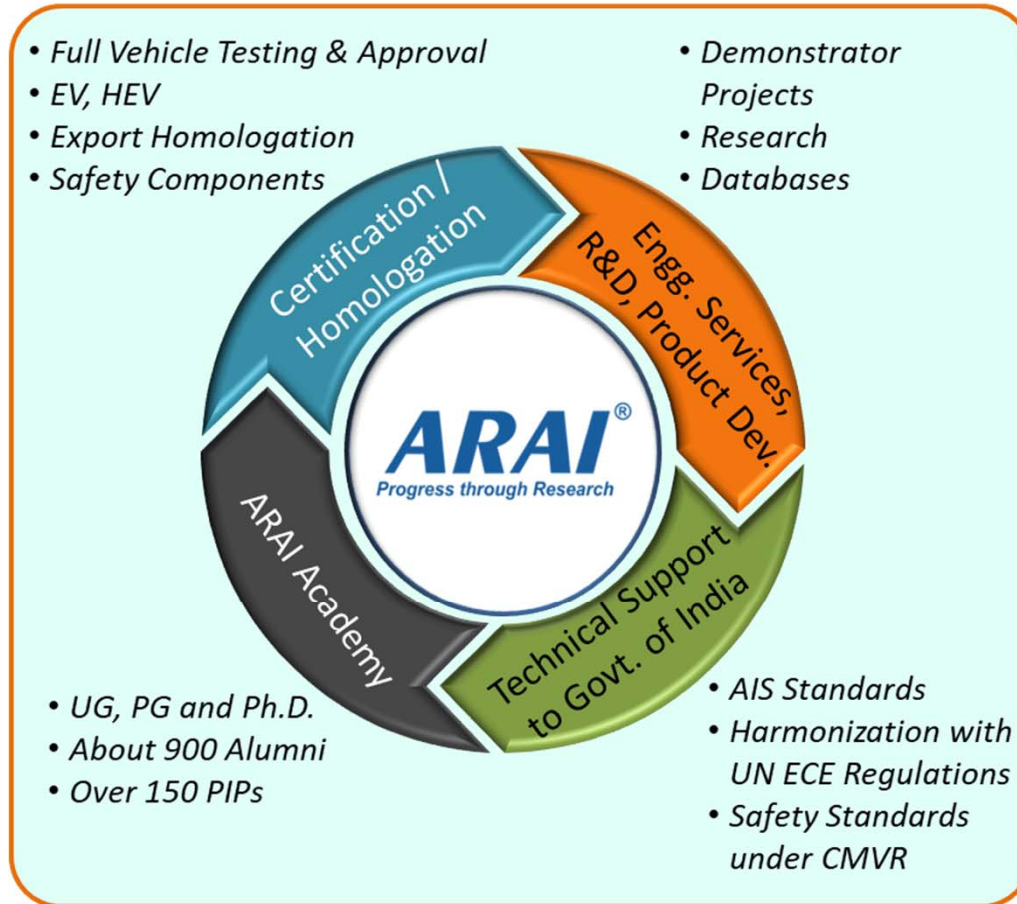 • Full Vehicle Testing & Approval
• EV, HEV
• Export Homologation
• Safety Components
• Demonstrator
Projects
• Research
• Databases
Certification /
Homologation
Engg. Services,
R&D, Product Dev.
ARAI®
Progress through Research
ARAI Academy
Technical Support
to Govt. of India
• UG, PG and Ph.D.
• About 900 Alumni
• Over 150 PIPs
• AIS Standards
• Harmonization with
UN ECE Regulations
• Safety Standards
under CMVR